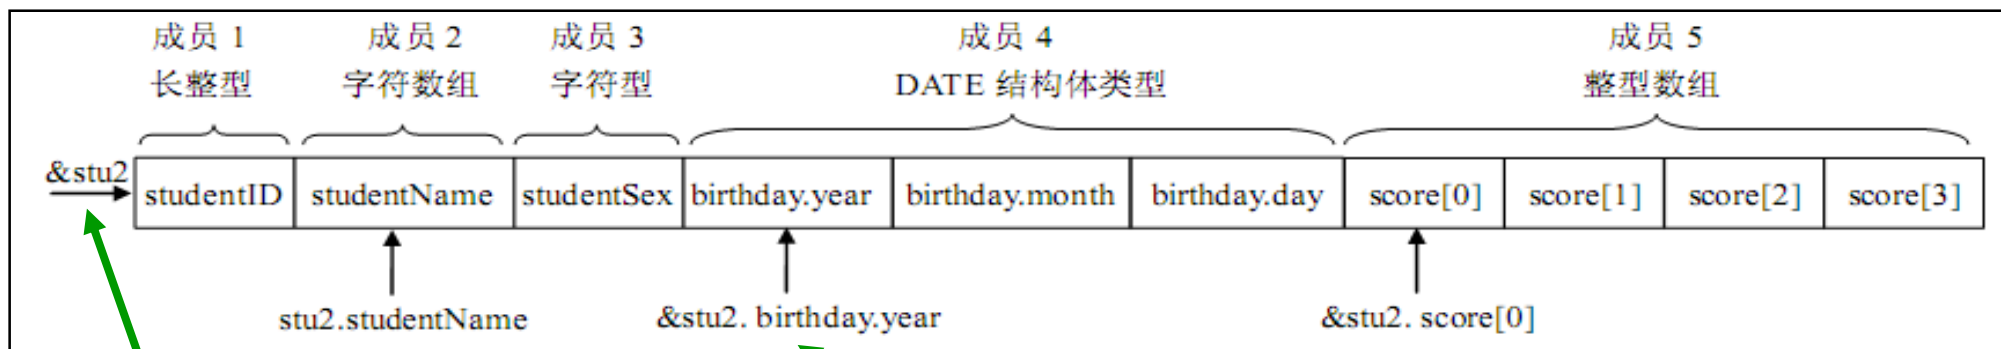 成员 1 成员 2 成员 3 成员 4 成员 5
长整型 字符数组 字符型 DATE 结构体类型 整型数组
&stu2
studentID studentName studentSex birthday.year birthday.month birthday.day score[0] score[1] score[2] score[3]
stu2.studentName &stu2. birthday.year &stu2. score[0]